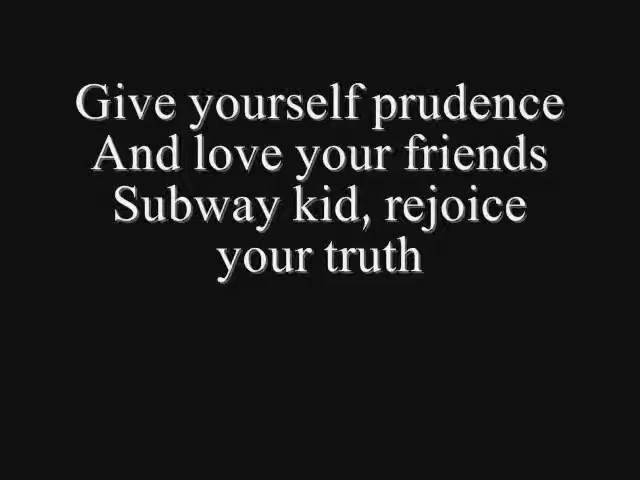 Give yourself prudence
And love your friends
Subway kid, rejoice
your truth